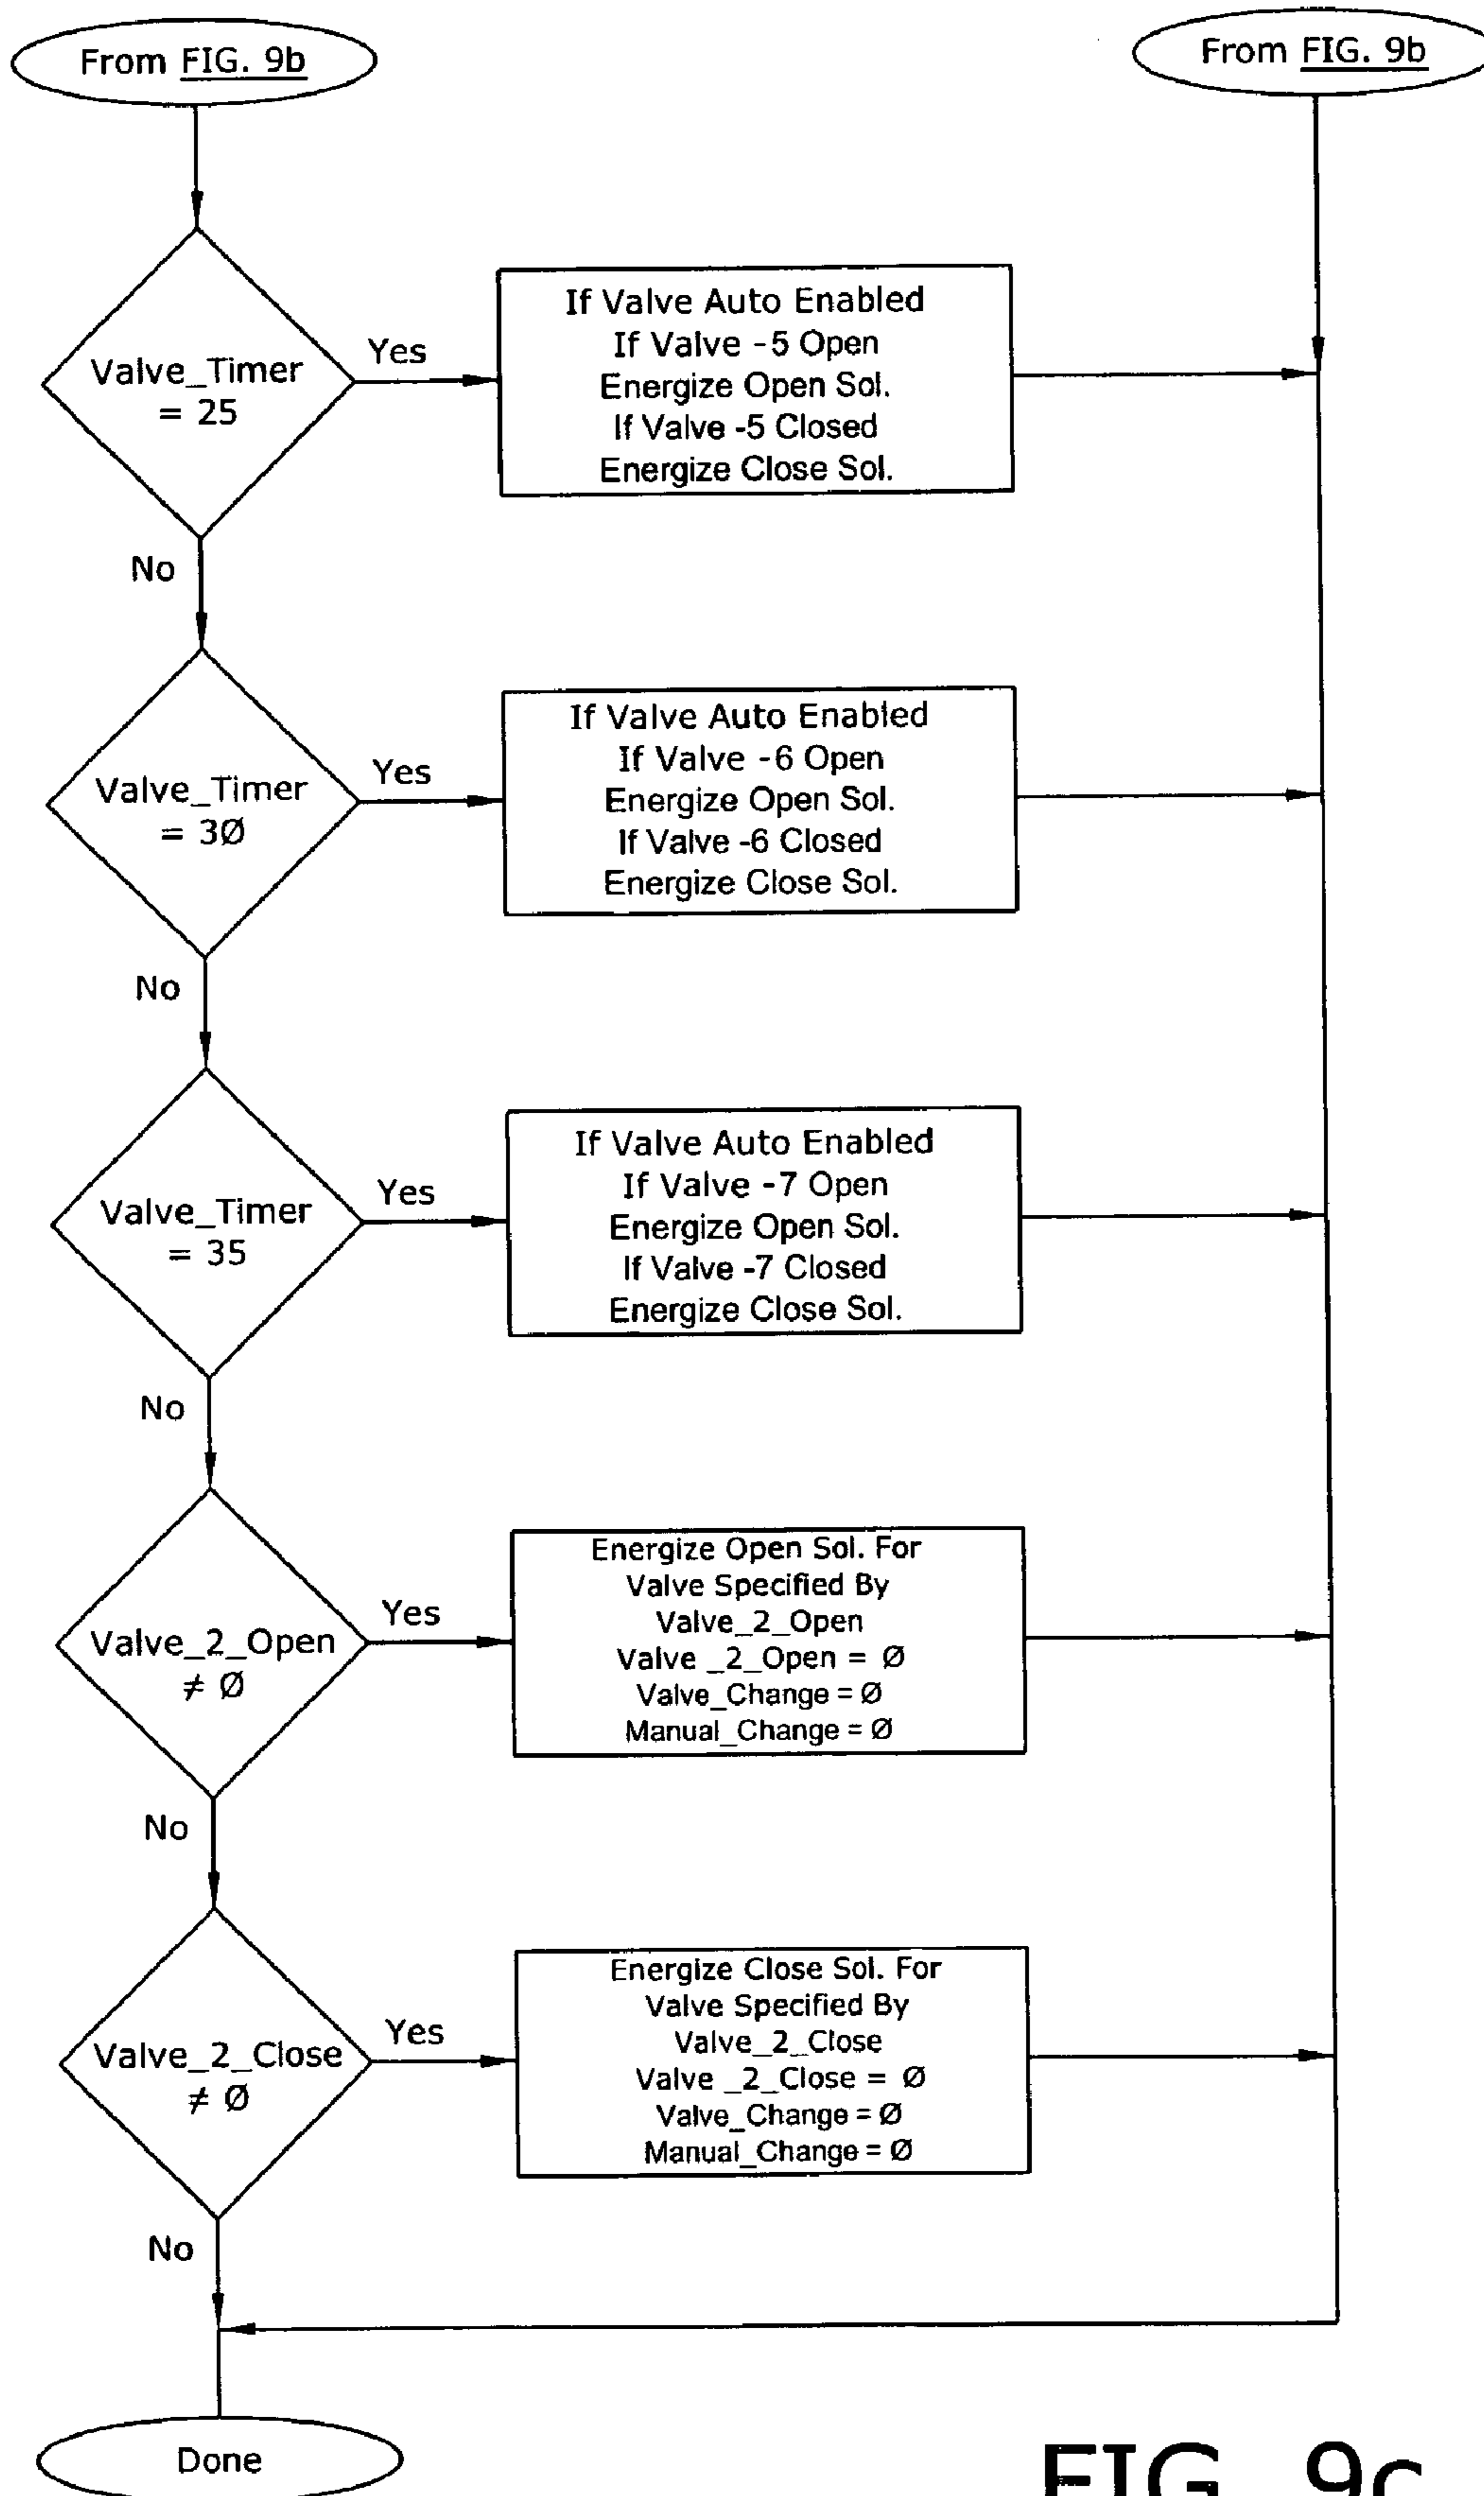 From FIG. 9b
From FIG. 9b
Valve_Timer
= 25
Yes
If Valve Auto Enabled
If Valve -5 Open
Energize Open Sol.
If Valve -5 Closed
Energize Close Sol.
No
Valve_Timer
= 3Ø
Yes
If Valve Auto Enabled
If Valve -6 Open
Energize Open Sol.
If Valve -6 Closed
Energize Close Sol.
No
Valve_Timer
= 35
Yes
If Valve Auto Enabled
If Valve -7 Open
Energize Open Sol.
If Valve -7 Closed
Energize Close Sol.
No
Valve_2_Open
≠ Ø
Yes
Energize Open Sol. For
Valve Specified By
Valve_2_Open
Valve _2_Open = Ø
Valve_Change = Ø
Manual_Change = Ø
No
Valve_2_Close
≠ Ø
Yes
Energize Close Sol. For
Valve Specified By
Valve_2_Close
Valve _2_Close = Ø
Valve_Change = Ø
Manual_Change = Ø
No
Done
FIG. 9c